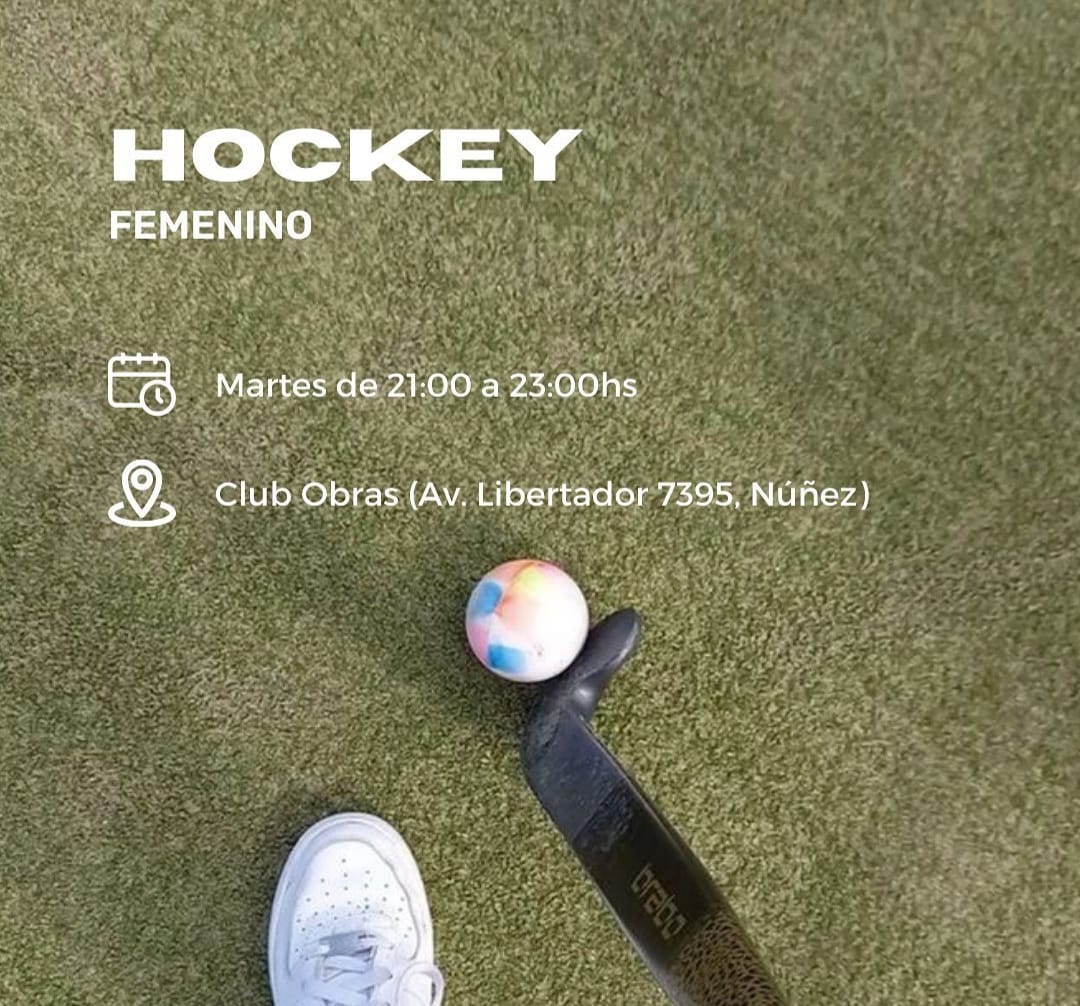 HOCKEY
FEMENINO
Martes de 21:00 a 23:00hs
Club Obras (Av. Libertador 7395, Núñez)
brabo